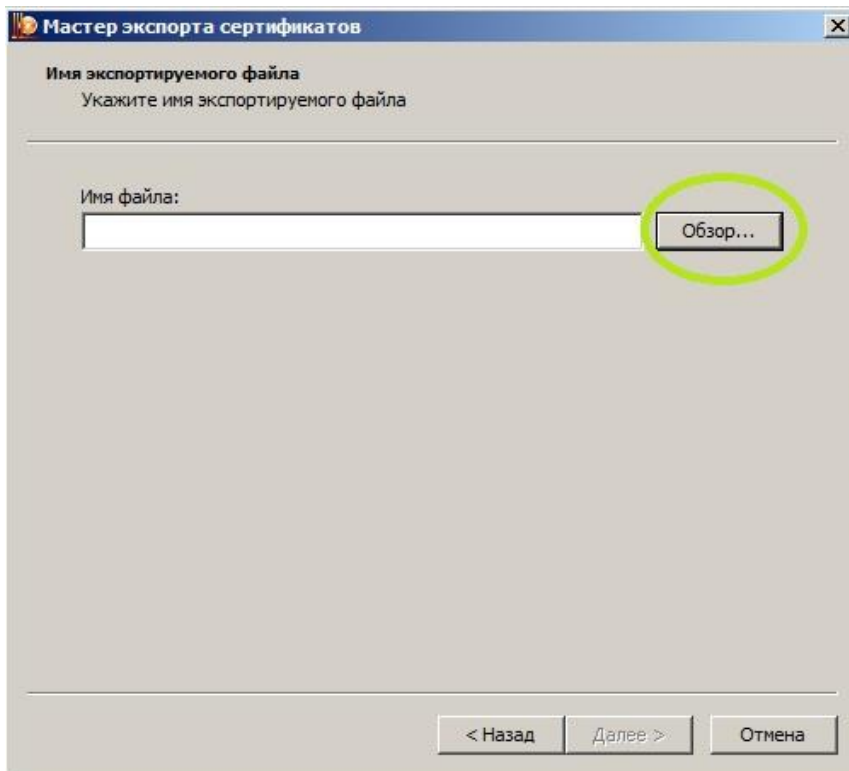 Мастер экспорта сертификатов
Имя экспортируемого файла
Укажите имя экспортируемого файла
Имя файла:
Обзор...
< Назад
Далее >
Отмена